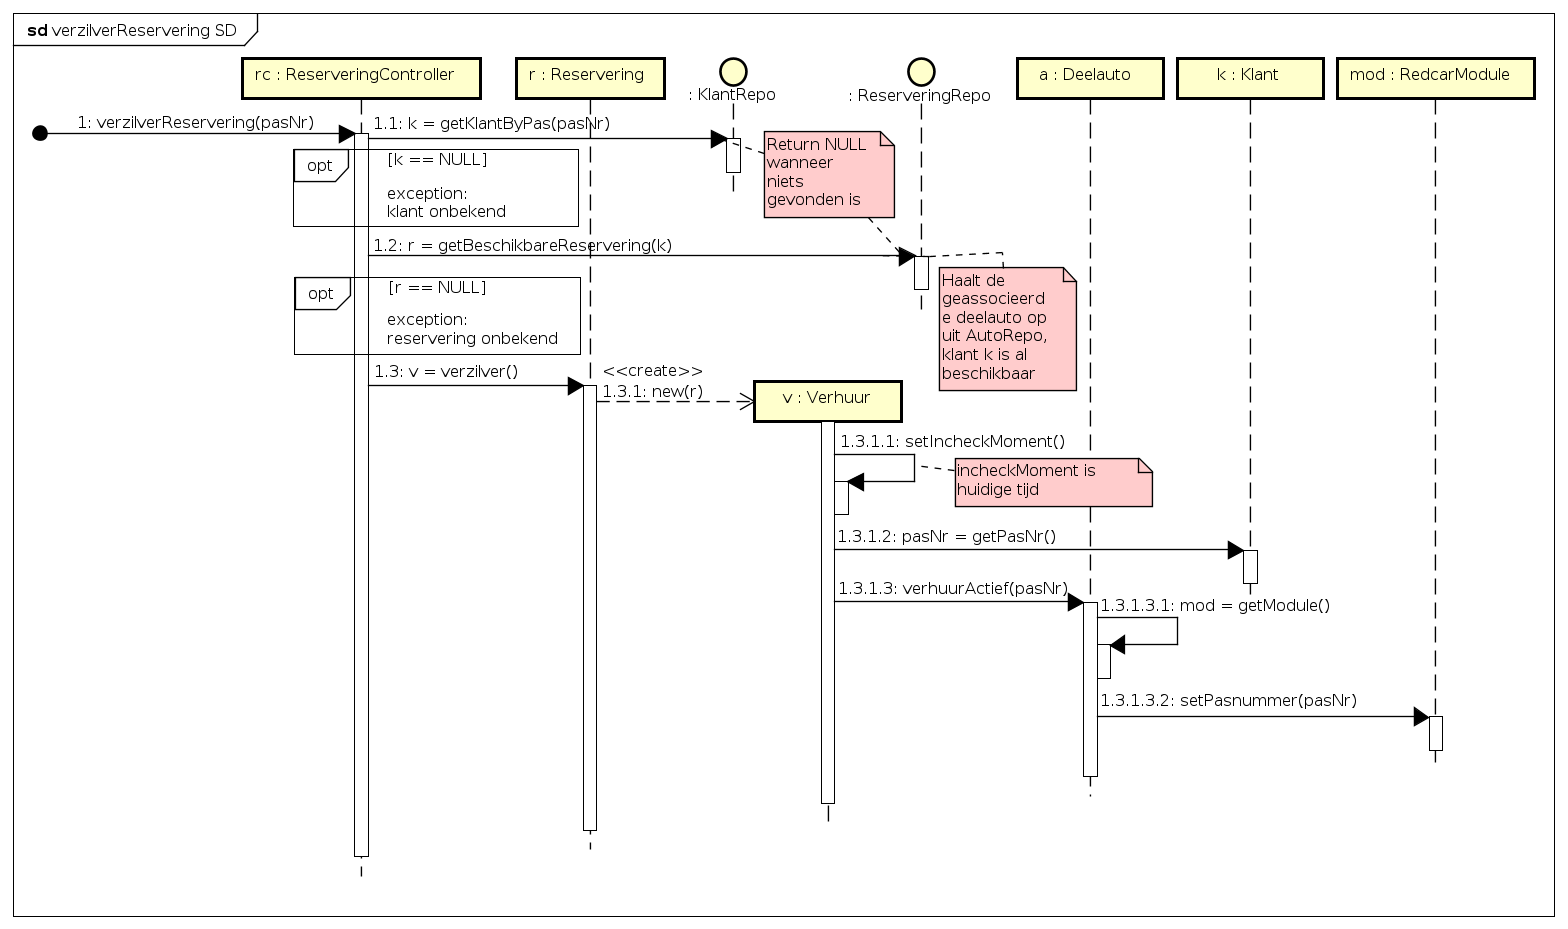 sd verzilverReservering SD
rc : ReserveringController
r : Reservering
: KlantRepo
: ReserveringRepo
a : Deelauto
k : Klant
mod : RedcarModule
1: verzilverReservering(pasNr)
1.1: k = getKlantByPas(pasNr)
Return NULL
wanneer
niets
gevonden is
opt
[k == NULL]
exception:
klant onbekend
1.2: r = getBeschikbareReservering(k)
Haalt de
geassocieerd
e deelauto op
uit AutoRepo,
klant k is al
beschikbaar
opt
[r == NULL]
exception:
reservering onbekend
1.3: v = verzilver()
<<create>>
1.3.1: new(r)
v : Verhuur
1.3.1.1: setIncheckMoment()
incheckMoment is
huidige tijd
1.3.1.2: pasNr = getPasNr()
1.3.1.3: verhuurActief(pasNr)
1.3.1.3.1: mod = getModule()
1.3.1.3.2: setPasnummer(pasNr)